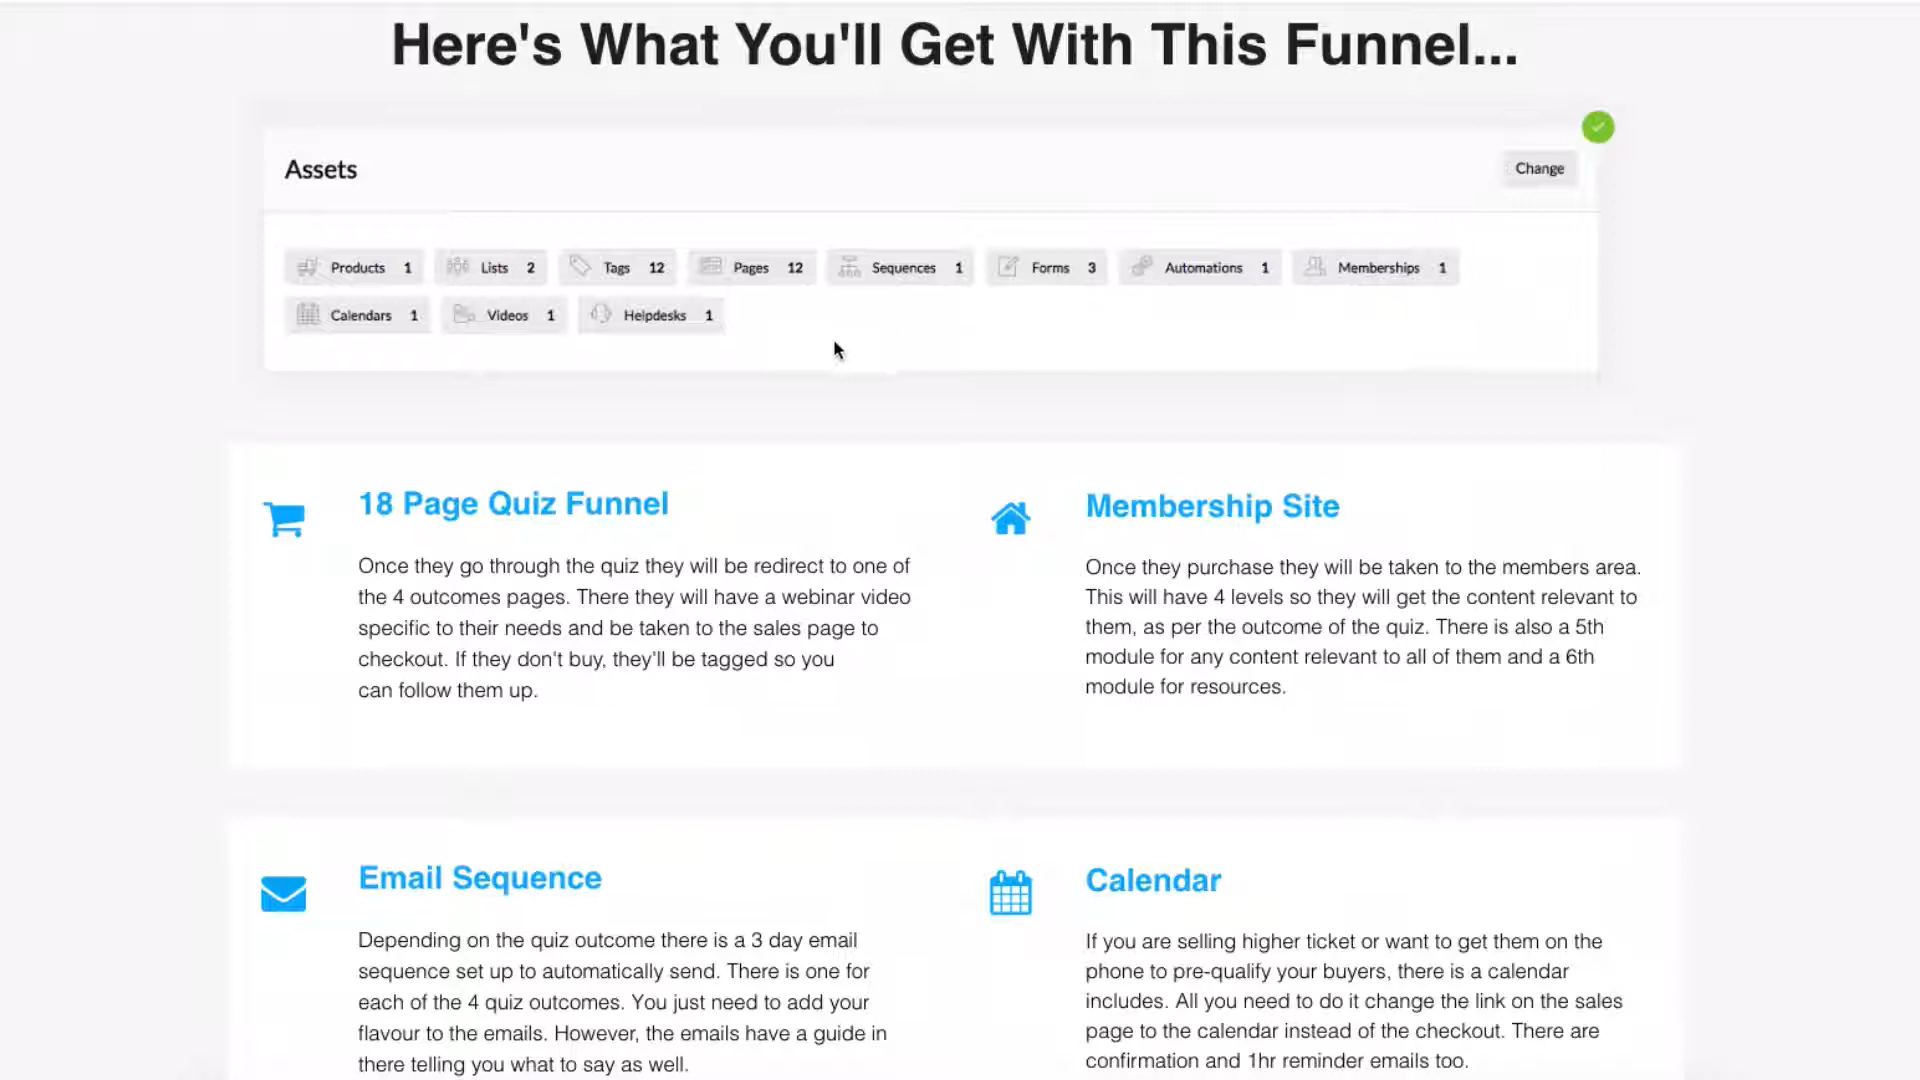 Here's What You'll Get With This Funnel...
Assets
Change
Products 1 Lists 2 Tags 12 Pages 12 Sequences 1 Forms 3 Automations 1 Memberships 1
Calendars 1 Videos 1 Helpdesks 1
18 Page Quiz Funnel
Once they go through the quiz they will be redirect to one of
the 4 outcomes pages. There they will have a webinar video
specific to their needs and be taken to the sales page to
checkout. If they don't buy, they'll be tagged so you
can follow them up.
Membership Site
Once they purchase they will be taken to the members area.
This will have 4 levels so they will get the content relevant to
them, as per the outcome of the quiz. There is also a 5th
module for any content relevant to all of them and a 6th
module for resources.
Email Sequence
Depending on the quiz outcome there is a 3 day email
sequence set up to automatically send. There is one for
each of the 4 quiz outcomes. You just need to add your
flavour to the emails. However, the emails have a guide in
there telling you what to say as well.
Calendar
If you are selling higher ticket or want to get them on the
phone to pre-qualify your buyers, there is a calendar
includes. All you need to do it change the link on the sales
page to the calendar instead of the checkout. There are
confirmation and 1hr reminder emails too.